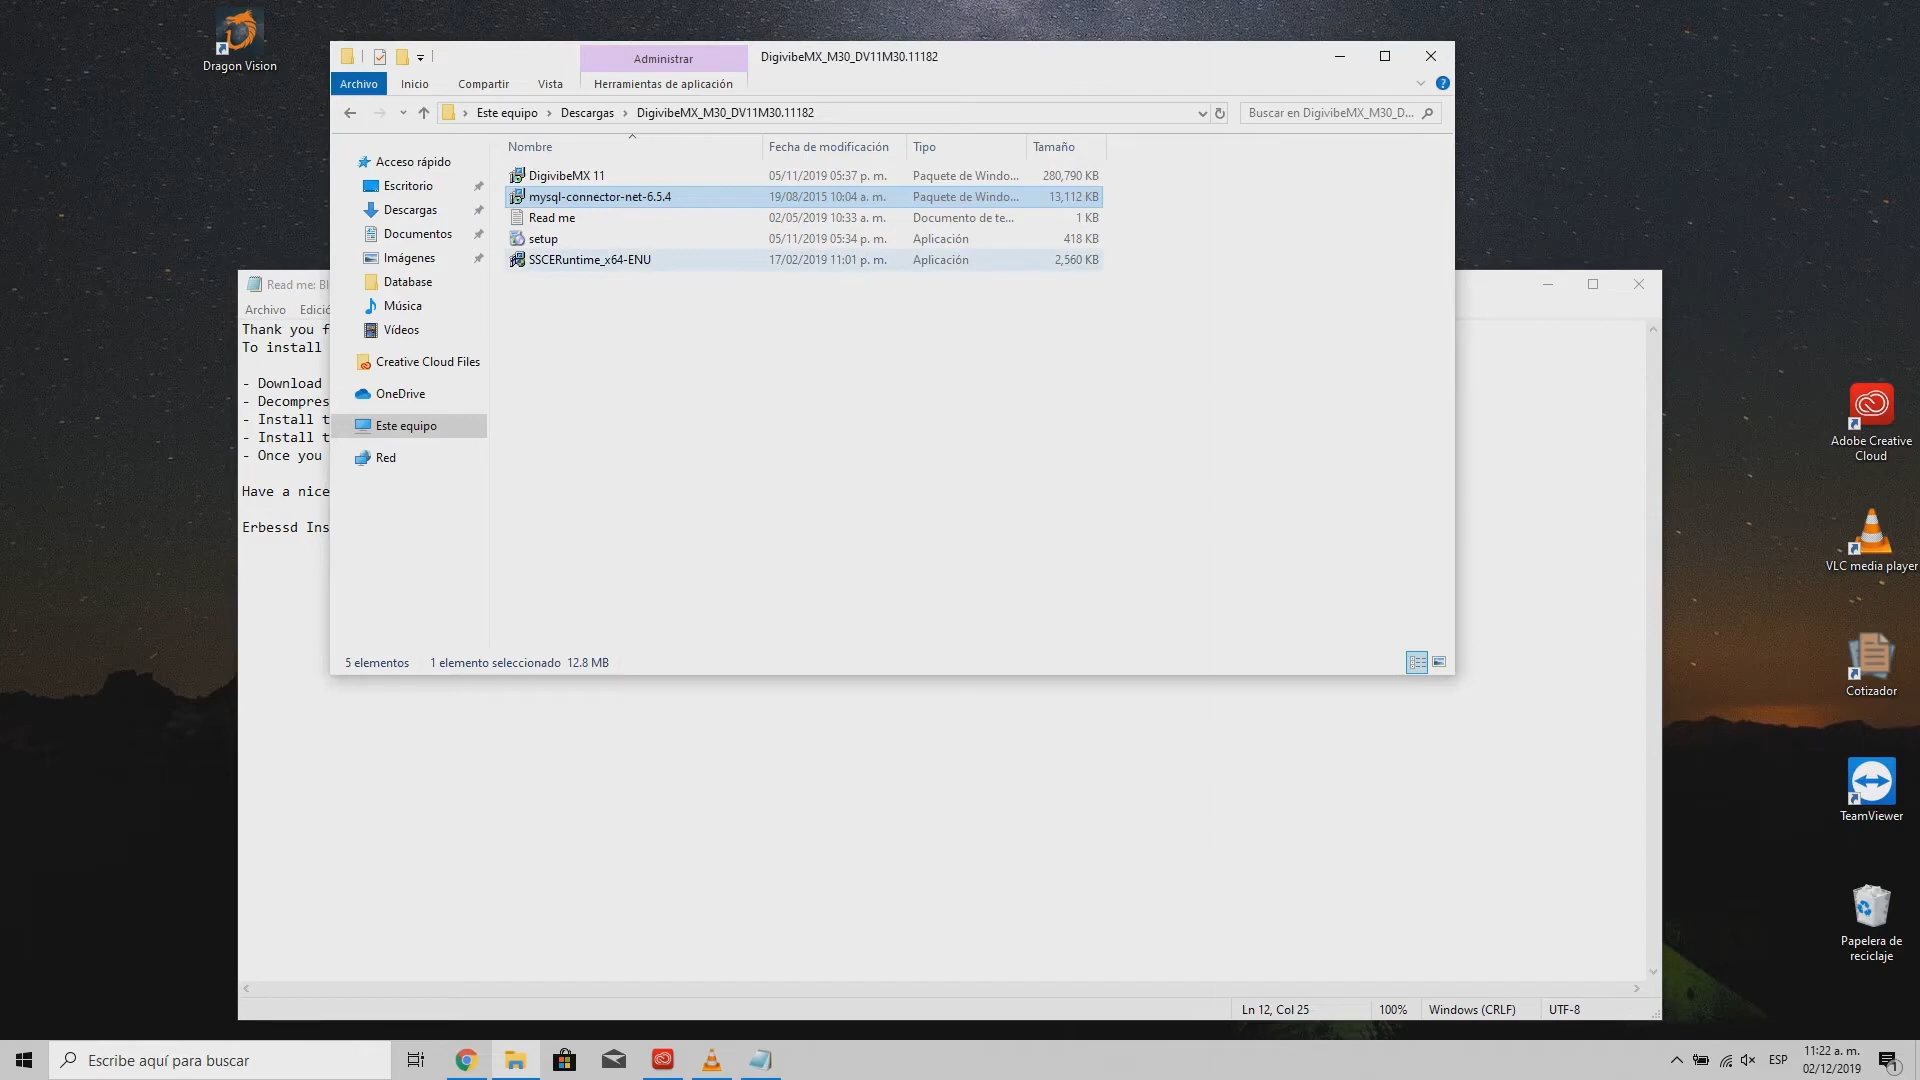 Dragon Vision
Administrar
DigivibeMX_M30_DV11M30.11182
Archivo
Inicio
Compartir
Vista
Herramientas de aplicación
Este equipo
Descargas
DigivibeMX_M30_DV11M30.11182
Buscar en DigivibeMX_M30_D...
Nombre
Fecha de modificación
Tipo
Tamaño
DigivibeMX 11
05/11/2019 05:37 p. m.
Paquete de Windo...
280,790 KB
mysql-connector-net-6.5.4
19/08/2015 10:04 a. m.
Paquete de Windo...
13,112 KB
Read me
02/05/2019 10:33 a. m.
Documento de te...
1 KB
setup
05/11/2019 05:34 p. m.
Aplicación
418 KB
SSCERuntime_x64-ENU
17/02/2019 11:01 p. m.
Aplicación
2,560 KB
Acceso rápido
Escritorio
Descargas
Documentos
Imágenes
Database
Música
Vídeos
Creative Cloud Files
OneDrive
Este equipo
Red
5 elementos
1 elemento seleccionado 12.8 MB
Read me: Bl
Archivo
Edició
Thank you f
To install
- Download
- Decompres
- Install t
- Install t
- Once you
Have a nice
Erbessd Ins
Ln 12, Col 25
100%
Windows (CRLF)
UTF-8
Adobe Creative
Cloud
VLC media player
Cotizador
TeamViewer
Papelera de
reciclaje
Escribe aquí para buscar
ESP
11:22 a. m.
02/12/2019
1